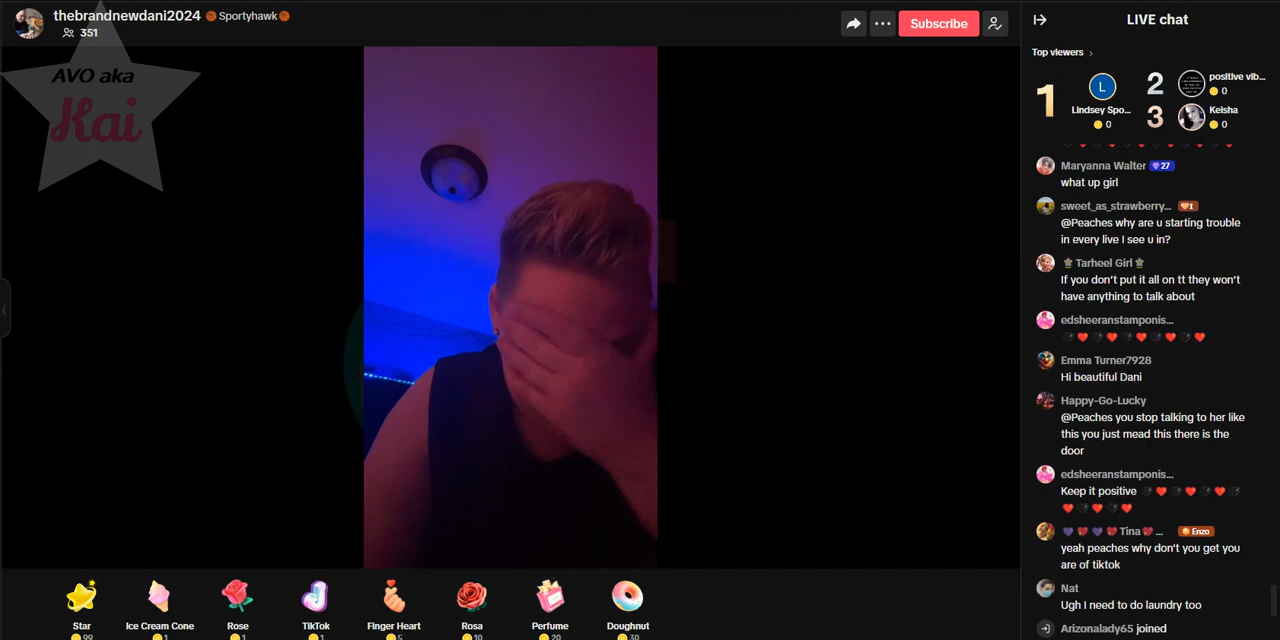 thebrandnewdani2024 🏀 Sportyhawk🏀
351
Subscribe
AVO aka
Kai
LIVE chat
Top viewers
1
L
Lindsey Spo...
0
2
positive vib...
0
3
Keisha
0
Maryanna Walter 27
what up girl
sweet_as_strawberry... I
@Peaches why are u starting trouble
in every live I see u in?
Tarheel Girl
If you don't put it all on tt they won't
have anything to talk about
edsheeranstamponis...
🖤❤️🖤❤️🖤❤️🖤❤️🖤❤️
Emma Turner7928
Hi beautiful Dani
Happy-Go-Lucky
@Peaches you stop talking to her like
this you just mead this there is the
door
edsheeranstamponis...
Keep it positive 🖤❤️🖤❤️🖤❤️🖤
❤️🖤❤️🖤❤️
💜❤️💜❤️Tina❤️... Enzo
yeah peaches why don't you get you
are of tiktok
Nat
Ugh I need to do laundry too
Arizonalady65 joined
Star
99
Ice Cream Cone
1
Rose
1
TikTok
1
Finger Heart
5
Rosa
10
Perfume
20
Doughnut
30